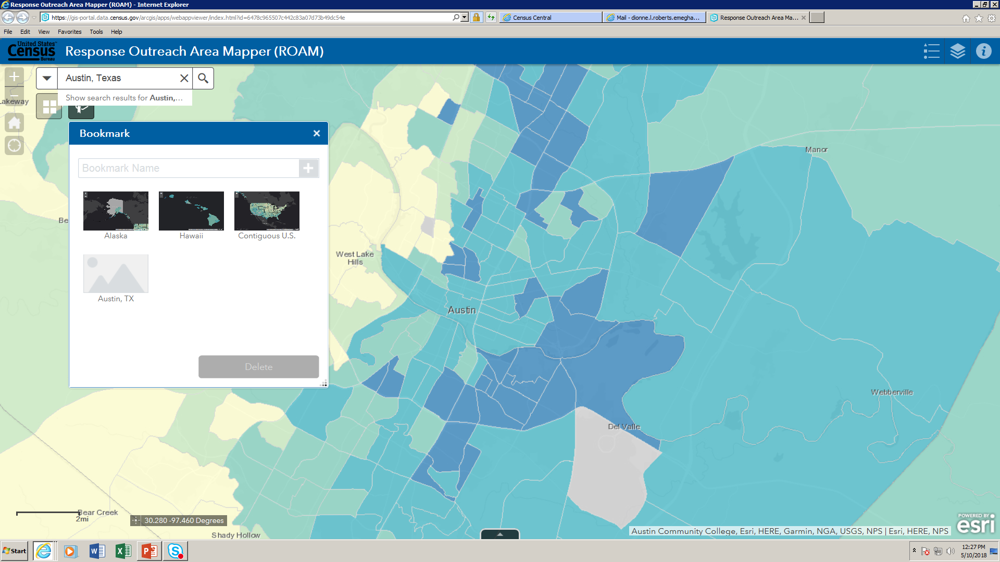 Response Outreach Area Mapper (ROAM) - Internet Explorer
https://gis-portal.data.census.gov/arcgis/apps/webappviewer/index.html?id=6478c965507c442c83a07d73b49dc54e
Census Central
Mail - dionne.l.roberts.emegha...
Response Outreach Area Ma...
File Edit View Favorites Tools Help
United States
Census
Bureau
Response Outreach Area Mapper (ROAM)
Austin, Texas
Show search results for Austin,...
Lakeway
Bookmark
Bookmark Name
Alaska
Hawaii
Contiguous U.S.
Austin, TX
Delete
Be
West Lake
Hills
Manor
Austin
Webberville
Del Valle
Bear Creek
2mi
30.280 -97.460 Degrees
Shady Hollow
Austin Community College, Esri, HERE, Garmin, NGA, USGS, NPS | Esri, HERE, NPS
POWERED BY
esri
Start
12:27 PM
5/10/2018